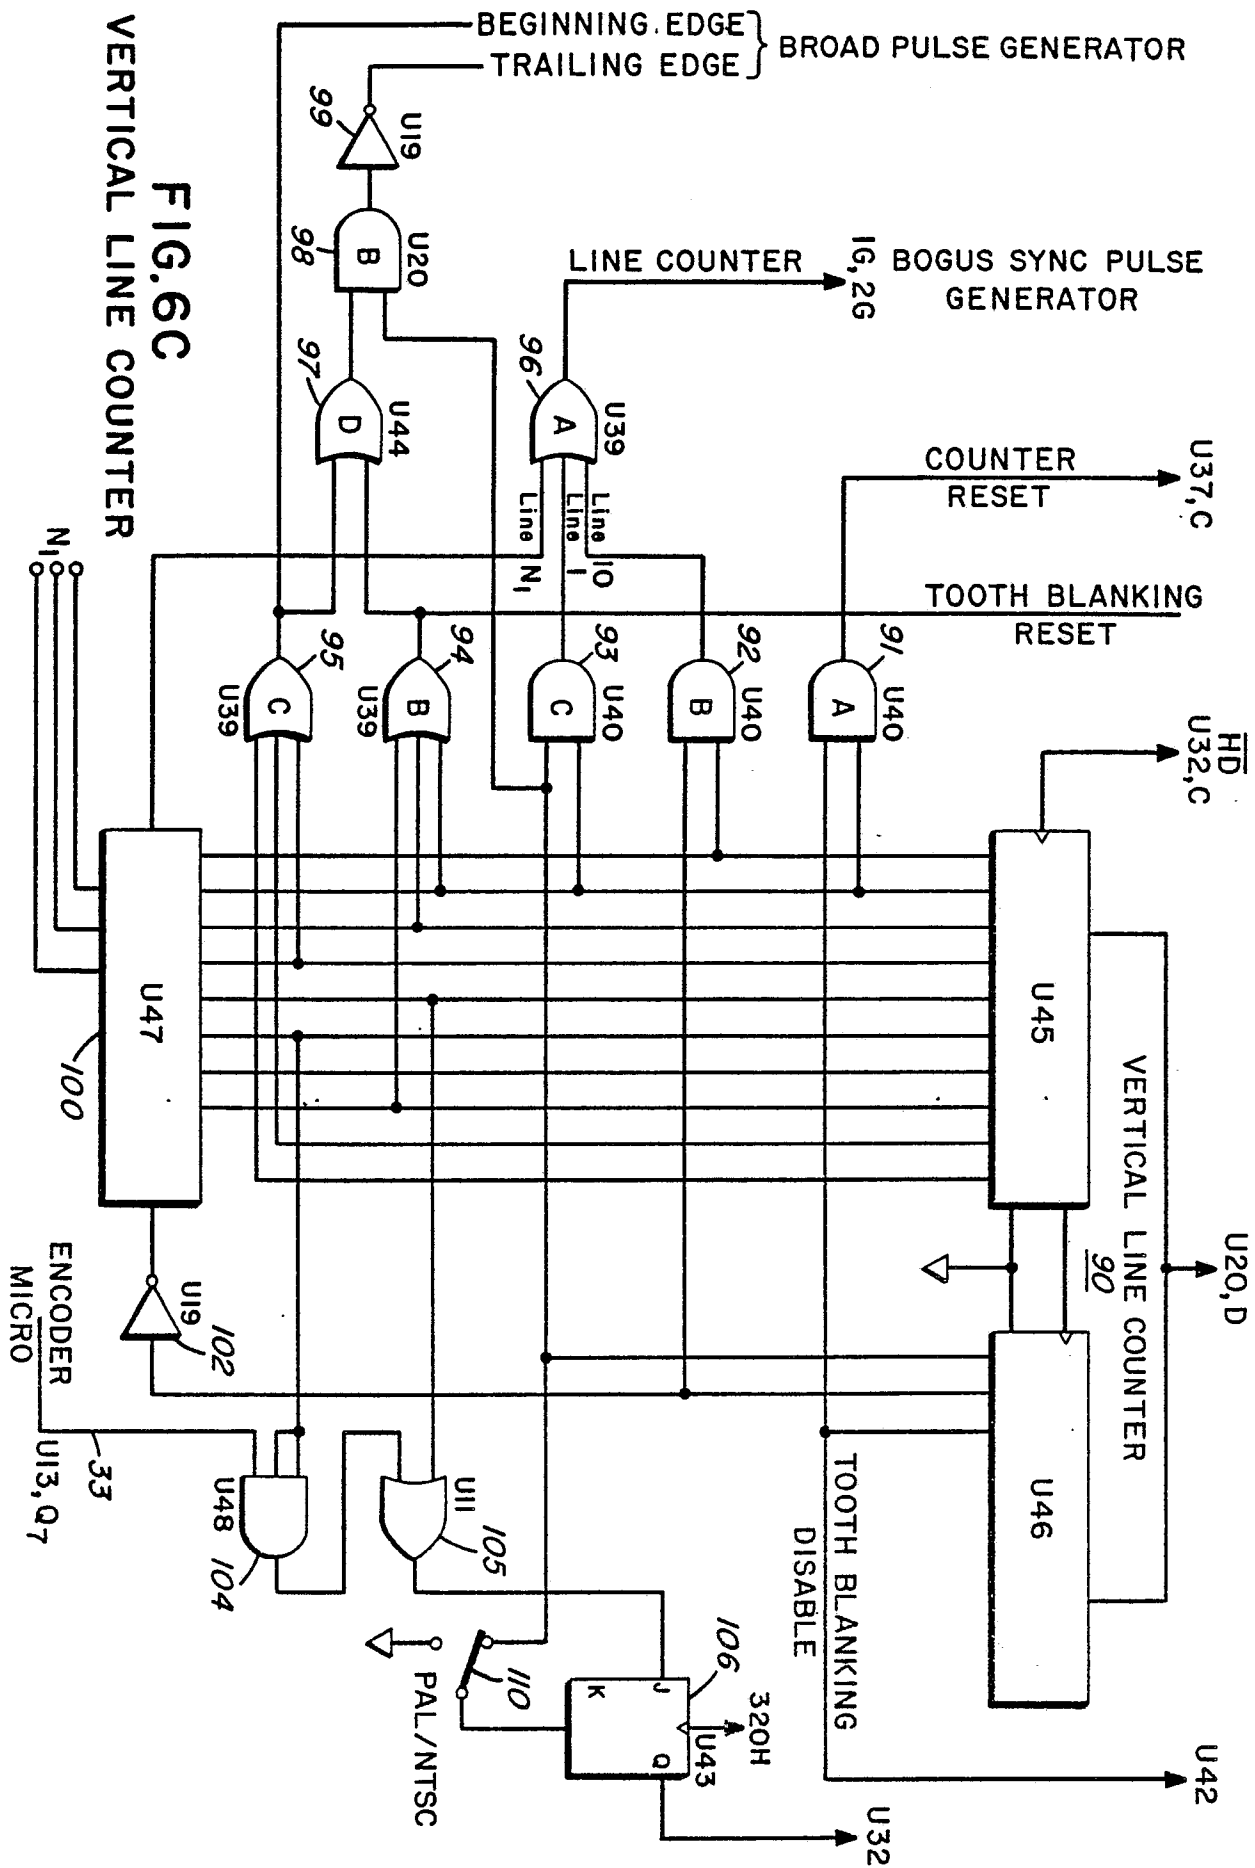 BEGINNING EDGE
TRAILING EDGE
BROAD PULSE GENERATOR
99
U19
98
B
U20
LINE COUNTER
1G, 2G
BOGUS SYNC PULSE
GENERATOR
97
D
U44
96
A
U39
Line N1
Line 1
Line 10
COUNTER
RESET
U37,C
TOOTH BLANKING
RESET
95
C
U39
94
B
U39
93
C
U40
92
B
U40
91
A
U40
HD
U32,C
N1
U47
100
U45
VERTICAL LINE COUNTER
90
U20,D
U46
U19
102
ENCODER
MICRO
33
U13,Q7
U48
104
U11
105
TOOTH BLANKING
DISABLE
U42
110
PAL/NTSC
106
J
K
Q
U43
320H
U32
FIG.6C
VERTICAL LINE COUNTER